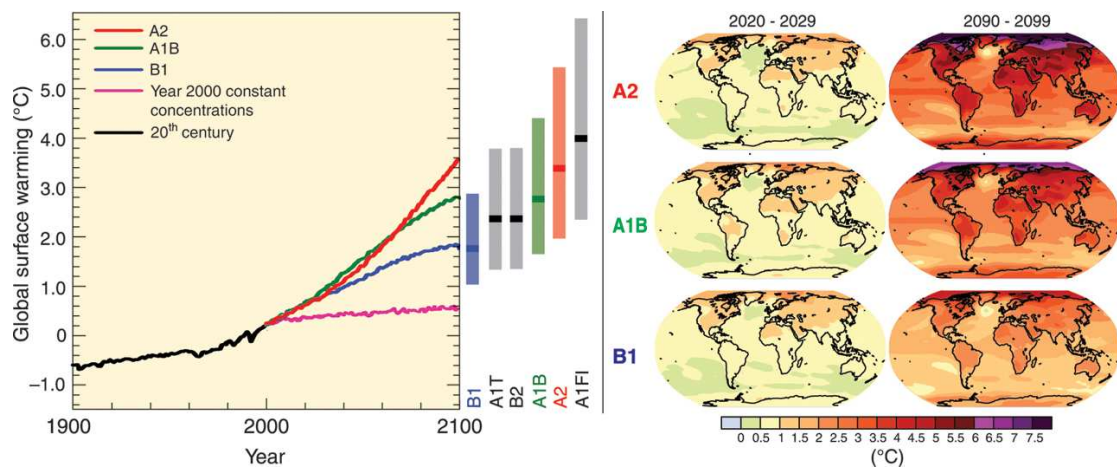 6.0
5.0
4.0
3.0
2.0
1.0
0
−1.0
Global surface warming (°C)
A2
A1B
B1
Year 2000 constant
concentrations
20th century
1900
2000
2100
Year
B1
A1T
B2
A1B
A2
A1FI
2020 - 2029
2090 - 2099
A2
A1B
B1
0 0.5 1 1.5 2 2.5 3 3.5 4 4.5 5 5.5 6 6.5 7 7.5
(°C)